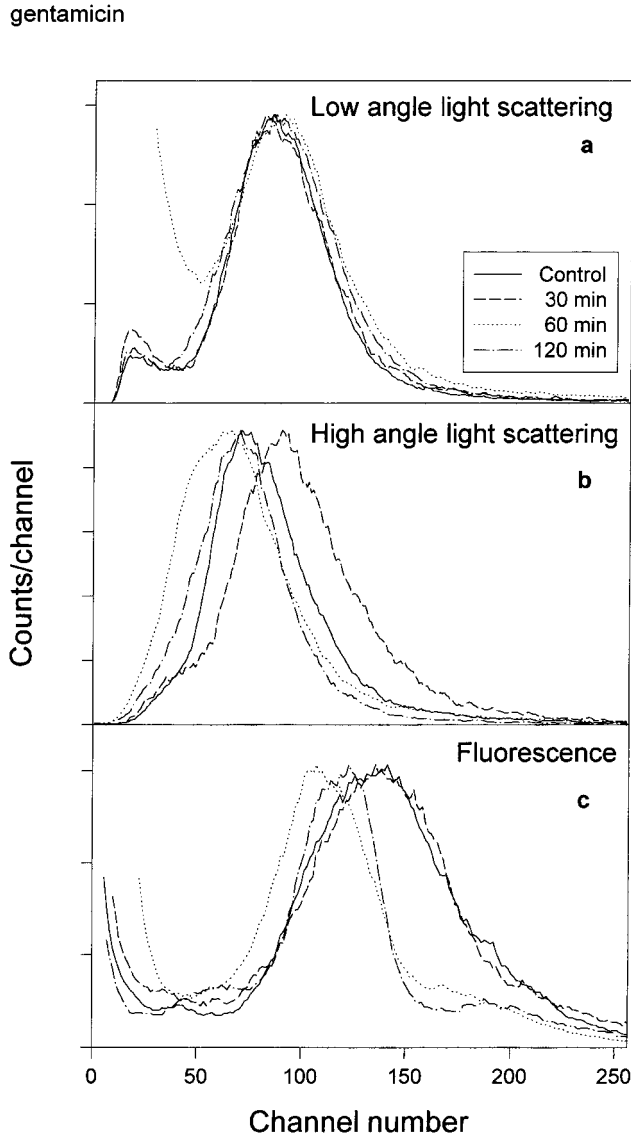 gentamicin
Low angle light scattering
a
Control
30 min
60 min
120 min
High angle light scattering
b
Counts/channel
Fluorescence
c
0 50 100 150 200 250
Channel number